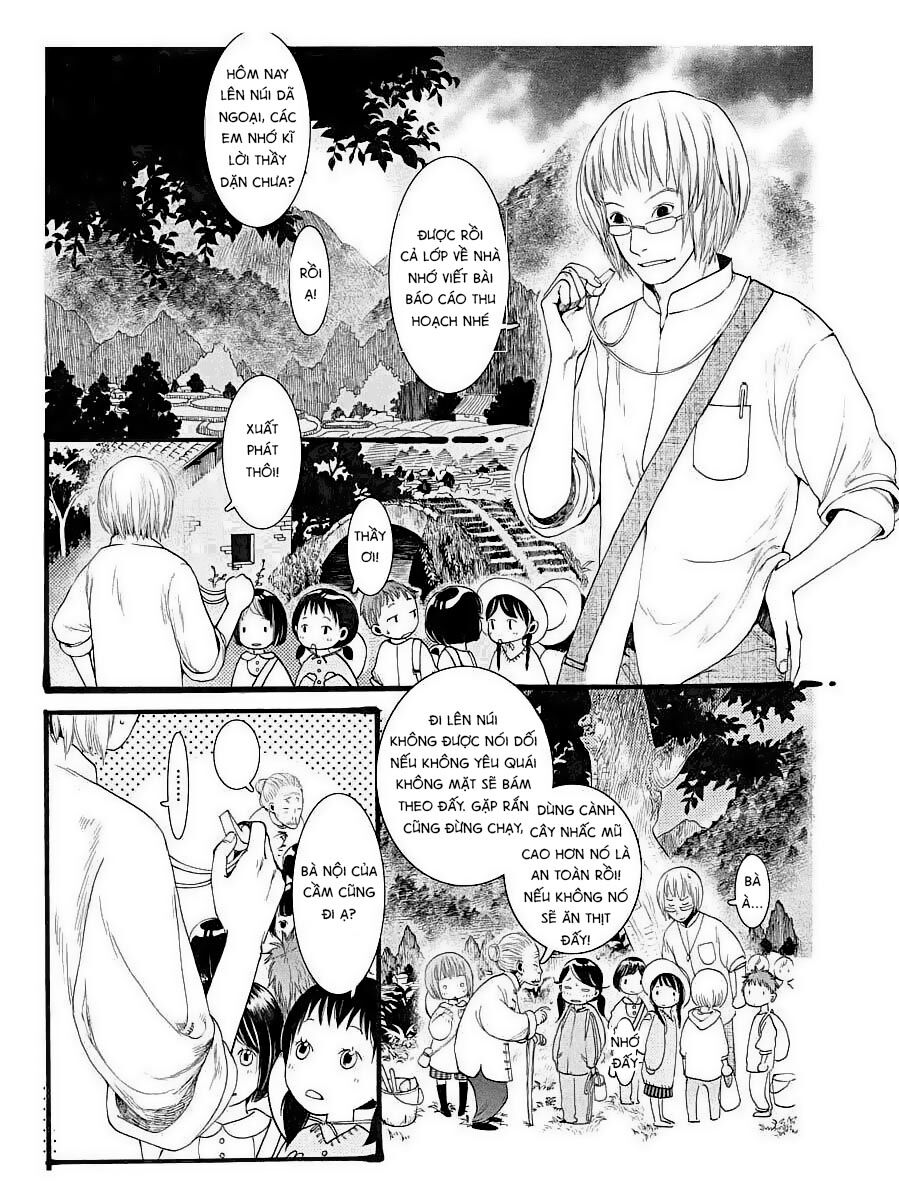 HÔM NAY
LÊN NÚI DÃ
NGOẠI, CÁC
EM NHỚ KĨ
LỜI THẦY
DẶN CHƯA?
RỒI
Ạ!
ĐƯỢC RỒI
CẢ LỚP VỀ NHÀ
NHỚ VIẾT BÀI
BÁO CÁO THU
HOẠCH NHÉ
XUẤT
PHÁT
THÔI!
THẦY
ƠI!
......
BÀ NỘI CỦA
CẦM CŨNG
ĐI Ạ?
ĐI LÊN NÚI
KHÔNG ĐƯỢC NÓI DỐI
NẾU KHÔNG YÊU QUÁI
KHÔNG MẶT SẼ BÁM
THEO ĐẤY. GẶP RẮN
CŨNG ĐỪNG CHẠY,
DÙNG CÀNH
CÂY NHẤC MŨ
CAO HƠN NÓ LÀ
AN TOÀN RỒI!
NẾU KHÔNG NÓ
SẼ ĂN THỊT
ĐẤY!
BÀ
À...
NHỚ
ĐẤY.